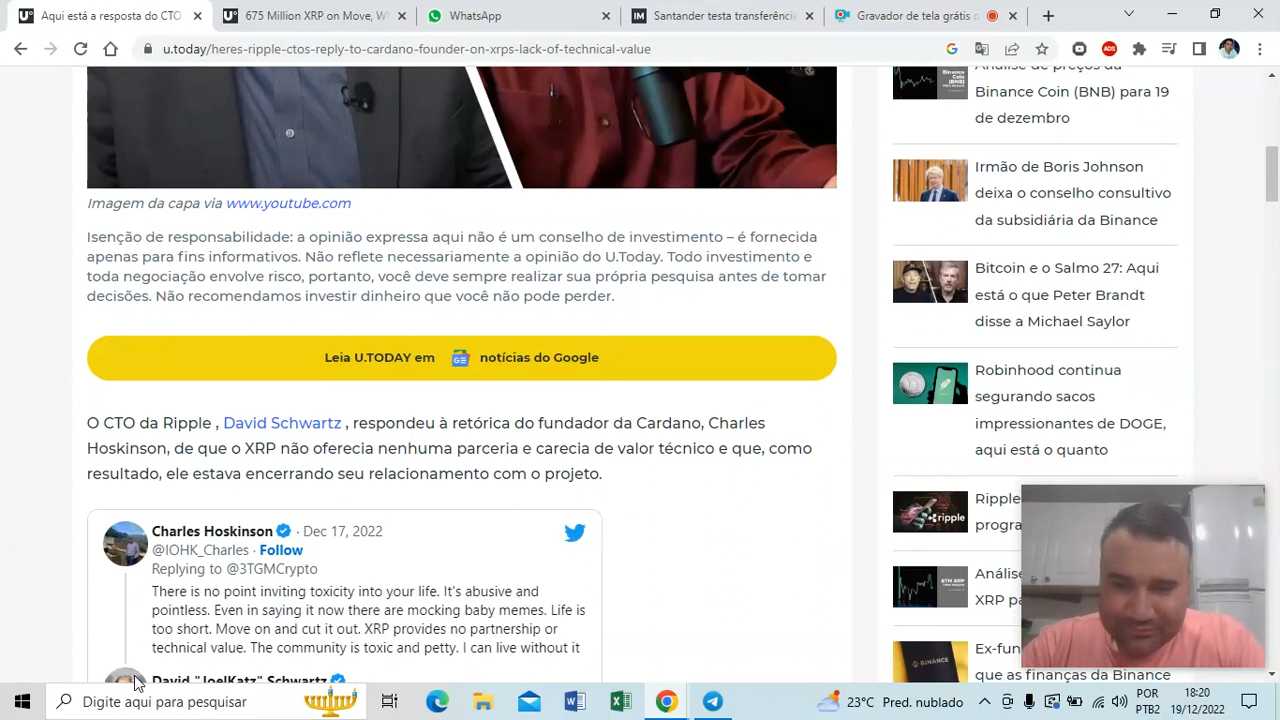 Aqui está a resposta do CTO
675 Million XRP on Move, Wh
WhatsApp
Santander testa transferência
Gravador de tela grátis o
u.today/heres-ripple-ctos-reply-to-cardano-founder-on-xrps-lack-of-technical-value
Imagem da capa via www.youtube.com
Isenção de responsabilidade: a opinião expressa aqui não é um conselho de investimento – é fornecida
apenas para fins informativos. Não reflete necessariamente a opinião do U.Today. Todo investimento e
toda negociação envolve risco, portanto, você deve sempre realizar sua própria pesquisa antes de tomar
decisões. Não recomendamos investir dinheiro que você não pode perder.
Leia U.TODAY em GE notícias do Google
O CTO da Ripple , David Schwartz , respondeu à retórica do fundador da Cardano, Charles
Hoskinson, de que o XRP não oferecia nenhuma parceria e carecia de valor técnico e que, como
resultado, ele estava encerrando seu relacionamento com o projeto.
Charles Hoskinson · Dec 17, 2022
@IOHK_Charles · Follow
Replying to @3TGMCrypto
There is no point inviting toxicity into your life. It's abusive and
pointless. Even in saying it now there are mocking baby memes. Life is
too short. Move on and cut it out. XRP provides no partnership or
technical value. The community is toxic and petty. I can live without it
David "JoelKatz" Schwartz
Análise de preços da
Binance Coin (BNB) para 19
de dezembro
Irmão de Boris Johnson
deixa o conselho consultivo
da subsidiária da Binance
Bitcoin e o Salmo 27: Aqui
está o que Peter Brandt
disse a Michael Saylor
Robinhood continua
segurando sacos
impressionantes de DOGE,
aqui está o quanto
Ripple
progra
Análise
XRP pa
Ex-fun
que as finanças da Binance
Digite aqui para pesquisar
23°C Pred. nublado
POR
PTB2
18:20
19/12/2022